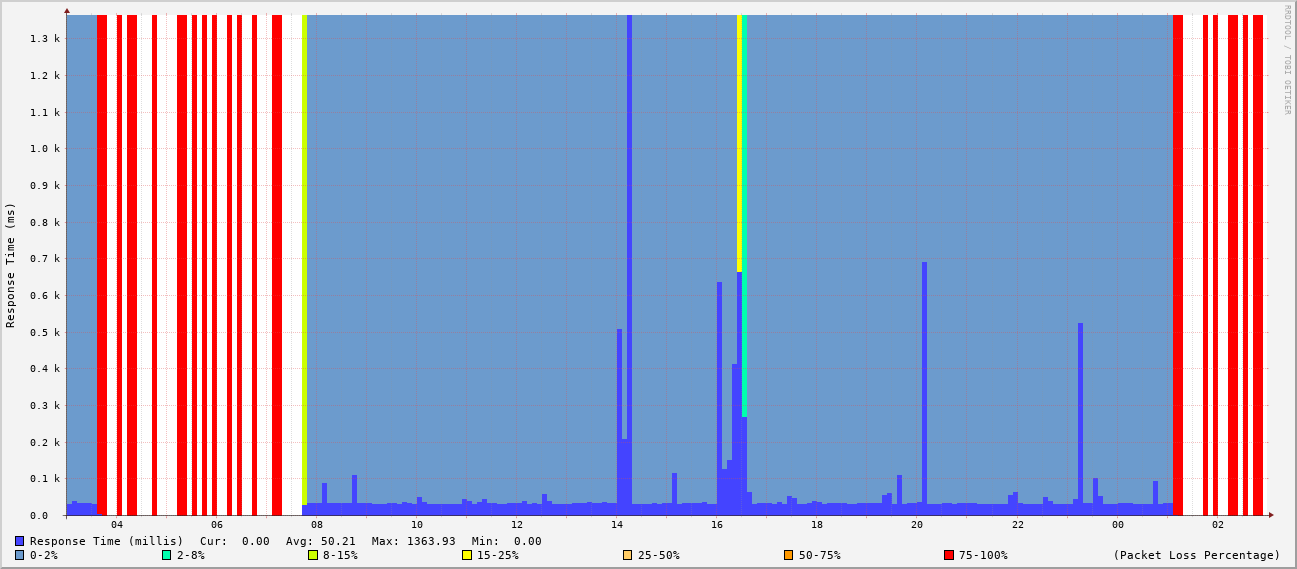 RRDTOOL / TOBI OETIKER
Response Time (ms)
1.3 k
1.2 k
1.1 k
1.0 k
0.9 k
0.8 k
0.7 k
0.6 k
0.5 k
0.4 k
0.3 k
0.2 k
0.1 k
0.0
04 06 08 10 12 14 16 18 20 22 00 02
Response Time (millis) Cur: 0.00 Avg: 50.21 Max: 1363.93 Min: 0.00
0-2% 2-8% 8-15% 15-25% 25-50% 50-75% 75-100% (Packet Loss Percentage)